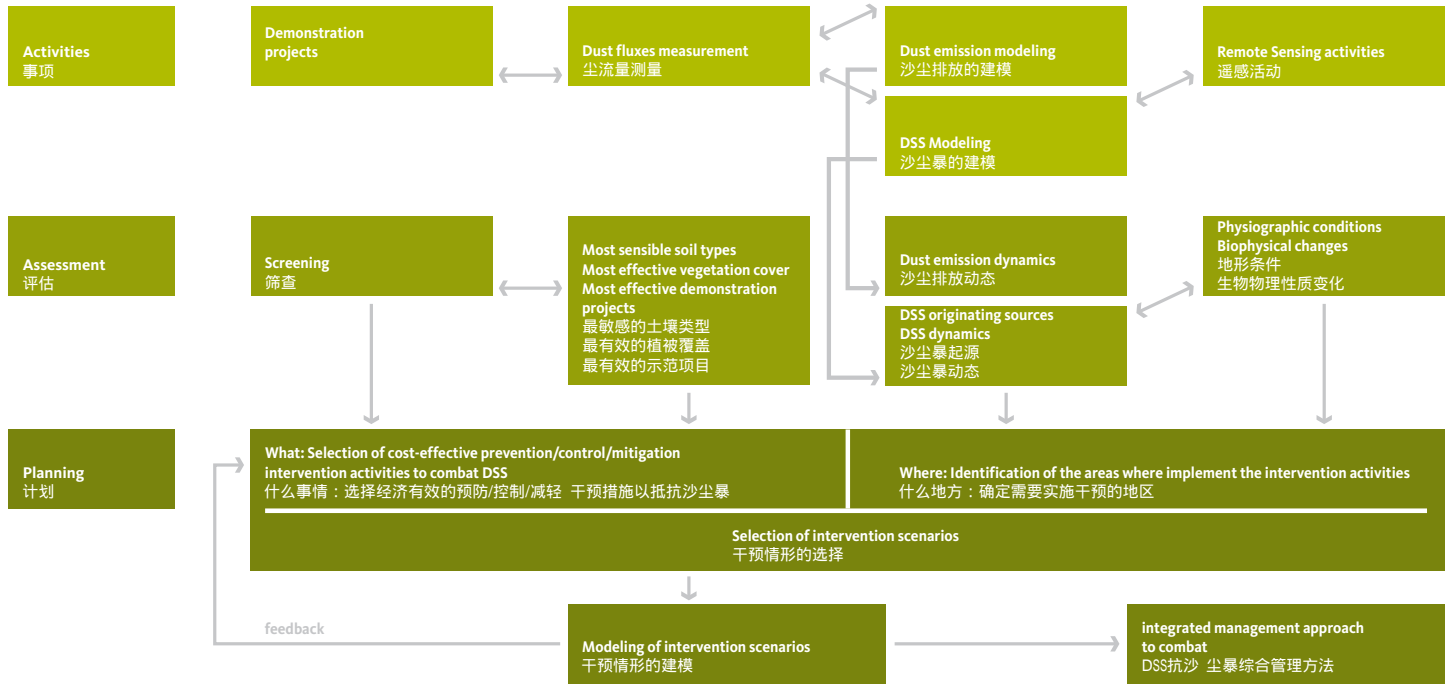 Activities
事项
Demonstration
projects
Dust fluxes measurement
尘流量测量
Dust emission modeling
沙尘排放的建模
Remote Sensing activities
遥感活动
DSS Modeling
沙尘暴的建模
Assessment
评估
Screening
筛查
Most sensible soil types
Most effective vegetation cover
Most effective demonstration
projects
最敏感的土壤类型
最有效的植被覆盖
最有效的示范项目
Dust emission dynamics
沙尘排放动态
Physiographic conditions
Biophysical changes
地形条件
生物物理性质变化
DSS originating sources
DSS dynamics
沙尘暴起源
沙尘暴动态
Planning
计划
What: Selection of cost-effective prevention/control/mitigation
intervention activities to combat DSS
什么事情：选择经济有效的预防/控制/减轻 干预措施以抵抗沙尘暴
Where: Identification of the areas where implement the intervention activities
什么地方：确定需要实施干预的地区
Selection of intervention scenarios
干预情形的选择
feedback
Modeling of intervention scenarios
干预情形的建模
integrated management approach
to combat
DSS抗沙 尘暴综合管理方法